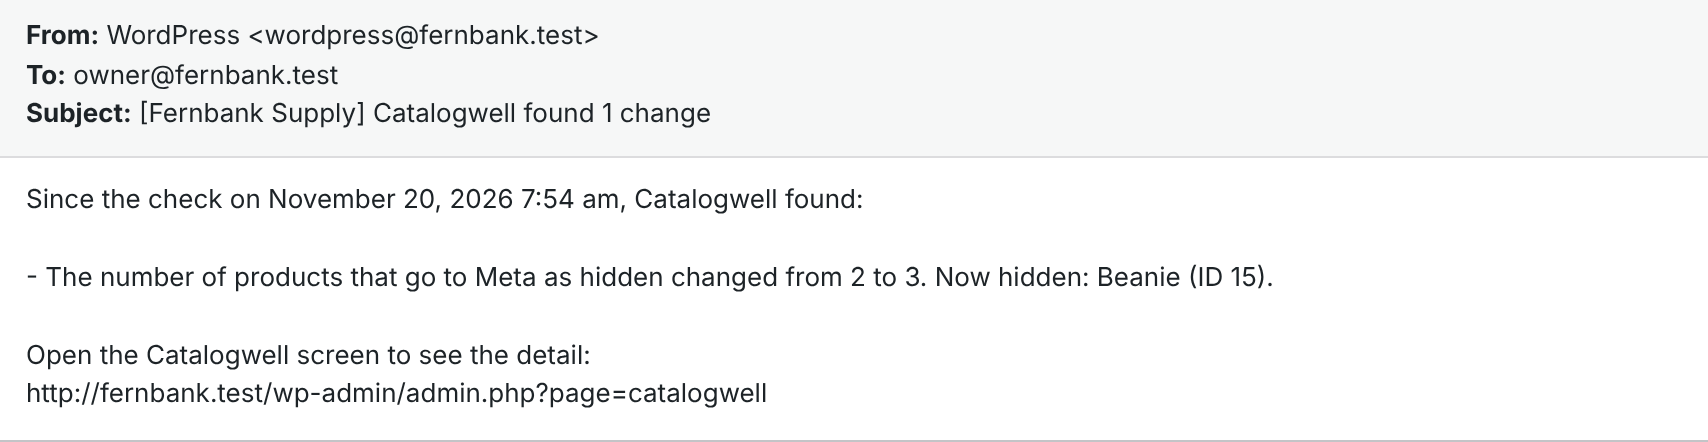 From: WordPress <wordpress@fernbank.test>
To: owner@fernbank.test
Subject: [Fernbank Supply] Catalogwell found 1 change
Since the check on November 20, 2026 7:54 am, Catalogwell found:
- The number of products that go to Meta as hidden changed from 2 to 3. Now hidden: Beanie (ID 15).
Open the Catalogwell screen to see the detail:
http://fernbank.test/wp-admin/admin.php?page=catalogwell